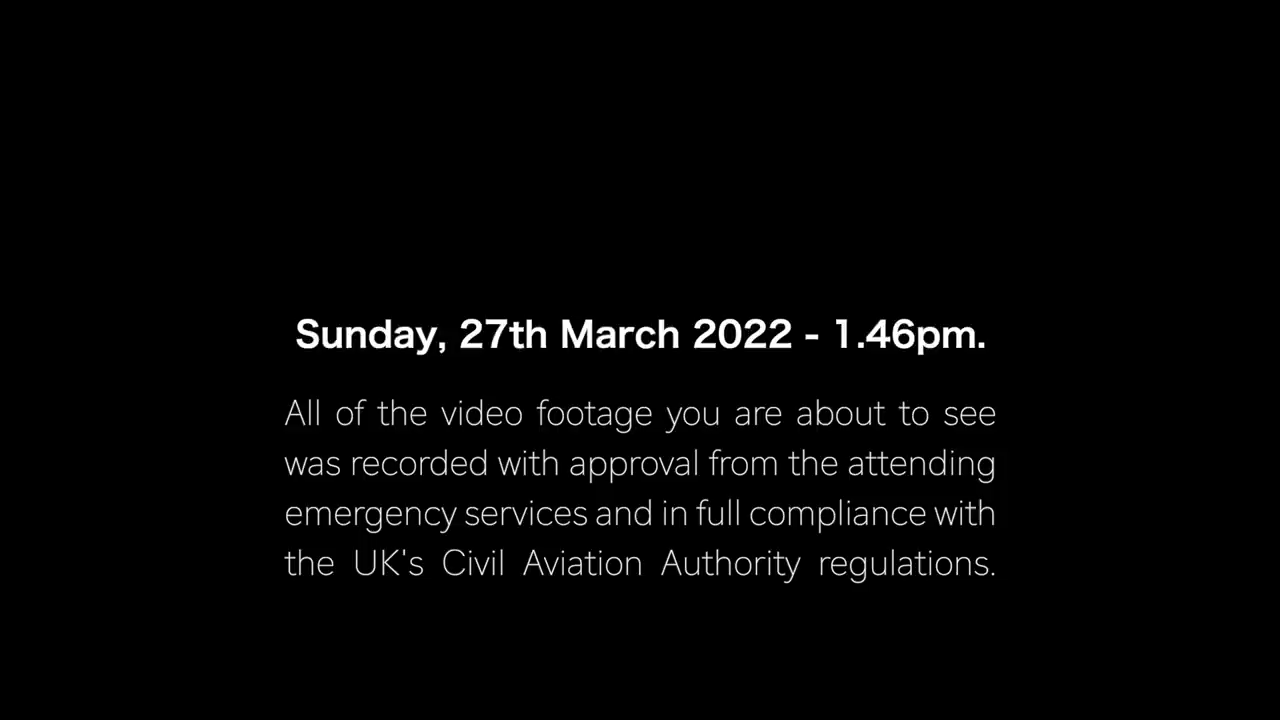 Sunday, 27th March 2022 - 1.46pm.
All of the video footage you are about to see
was recorded with approval from the attending
emergency services and in full compliance with
the UK's Civil Aviation Authority regulations.